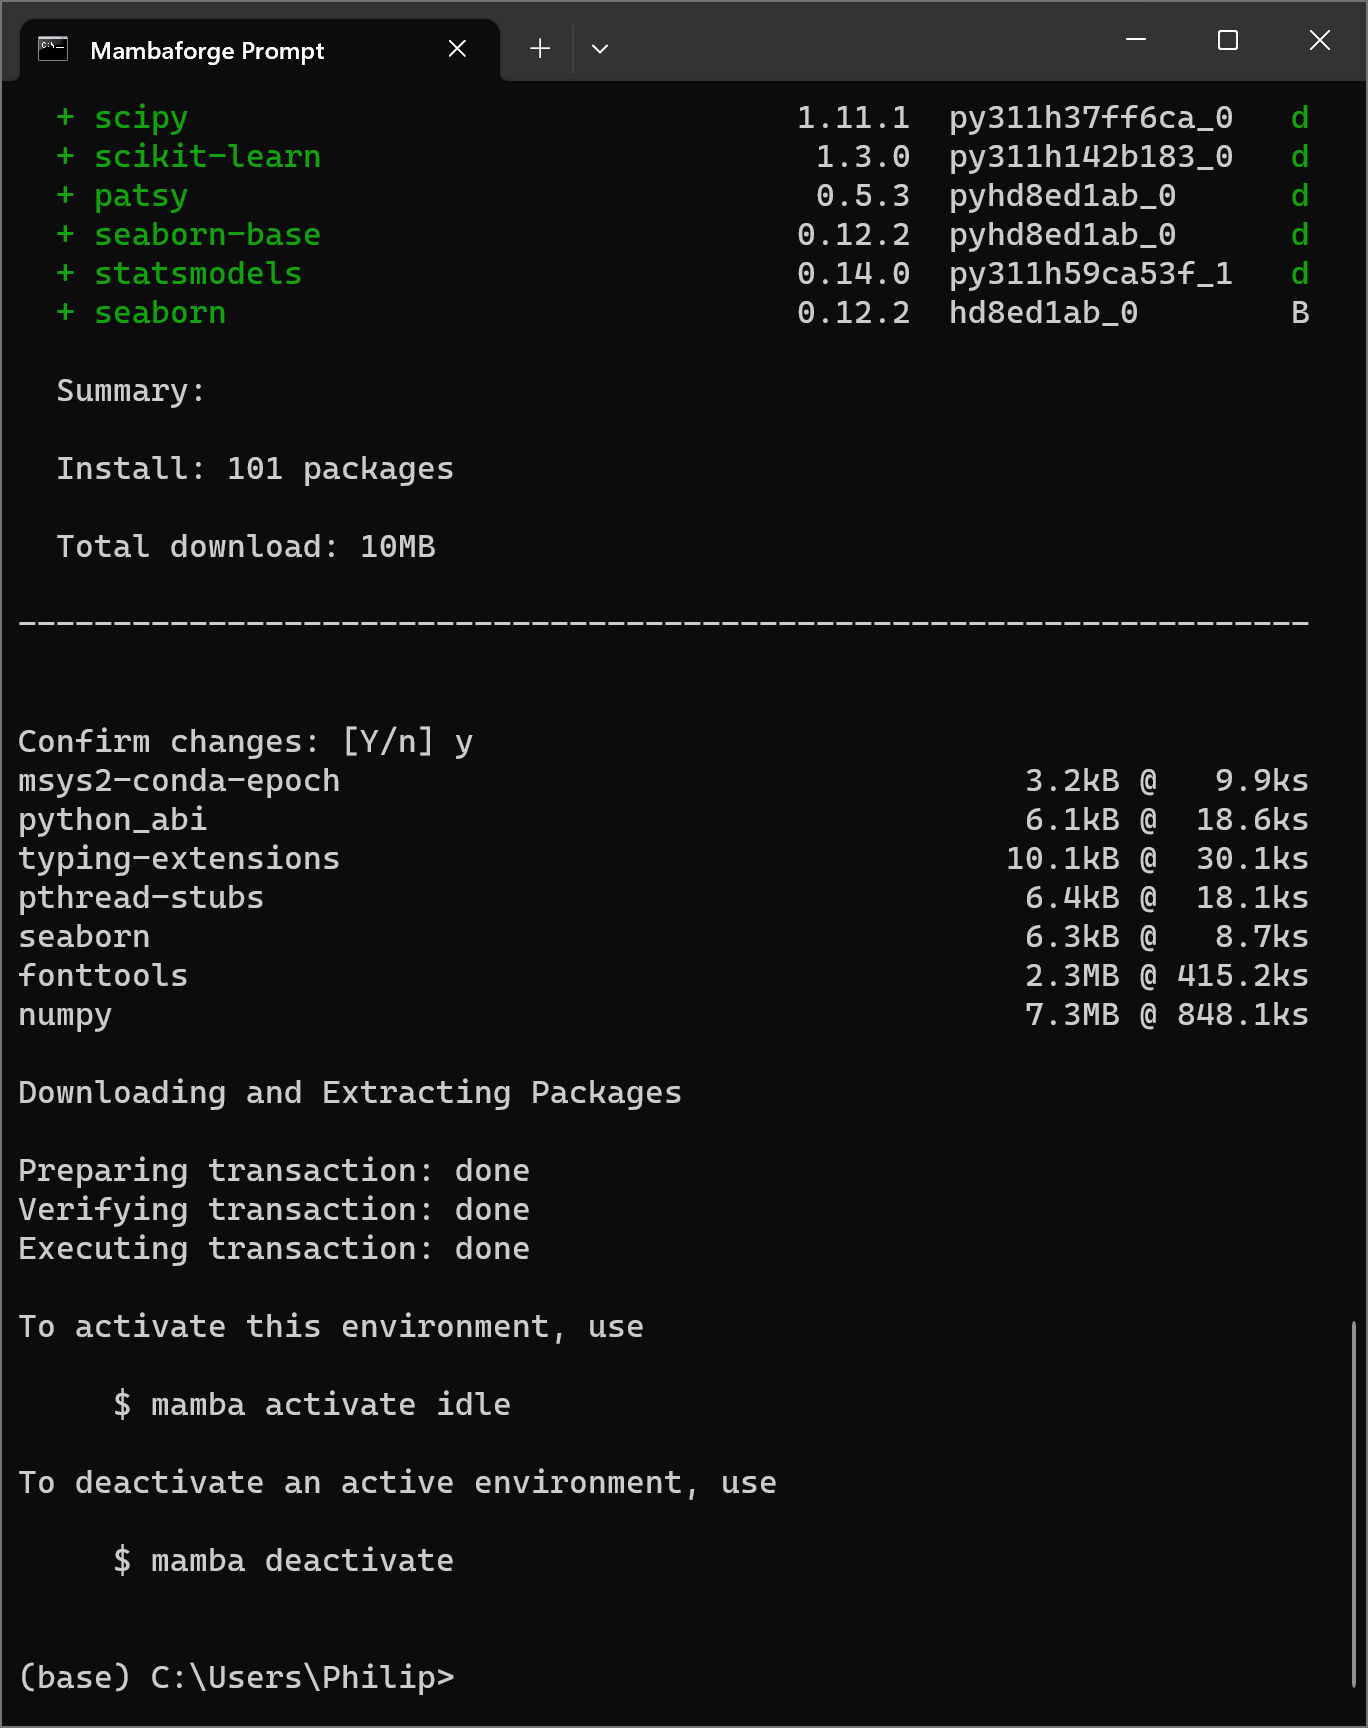 Mambaforge Prompt
+ scipy 1.11.1 py311h37ff6ca_0 d
+ scikit-learn 1.3.0 py311h142b183_0 d
+ patsy 0.5.3 pyhd8ed1ab_0 d
+ seaborn-base 0.12.2 pyhd8ed1ab_0 d
+ statsmodels 0.14.0 py311h59ca53f_1 d
+ seaborn 0.12.2 hd8ed1ab_0 B
Summary:
Install: 101 packages
Total download: 10MB
────────────────────────────────────────────────────────────────────
Confirm changes: [Y/n] y
msys2-conda-epoch 3.2kB @ 9.9ks
python_abi 6.1kB @ 18.6ks
typing-extensions 10.1kB @ 30.1ks
pthread-stubs 6.4kB @ 18.1ks
seaborn 6.3kB @ 8.7ks
fonttools 2.3MB @ 415.2ks
numpy 7.3MB @ 848.1ks
Downloading and Extracting Packages
Preparing transaction: done
Verifying transaction: done
Executing transaction: done
To activate this environment, use
$ mamba activate idle
To deactivate an active environment, use
$ mamba deactivate
(base) C:\Users\Philip>